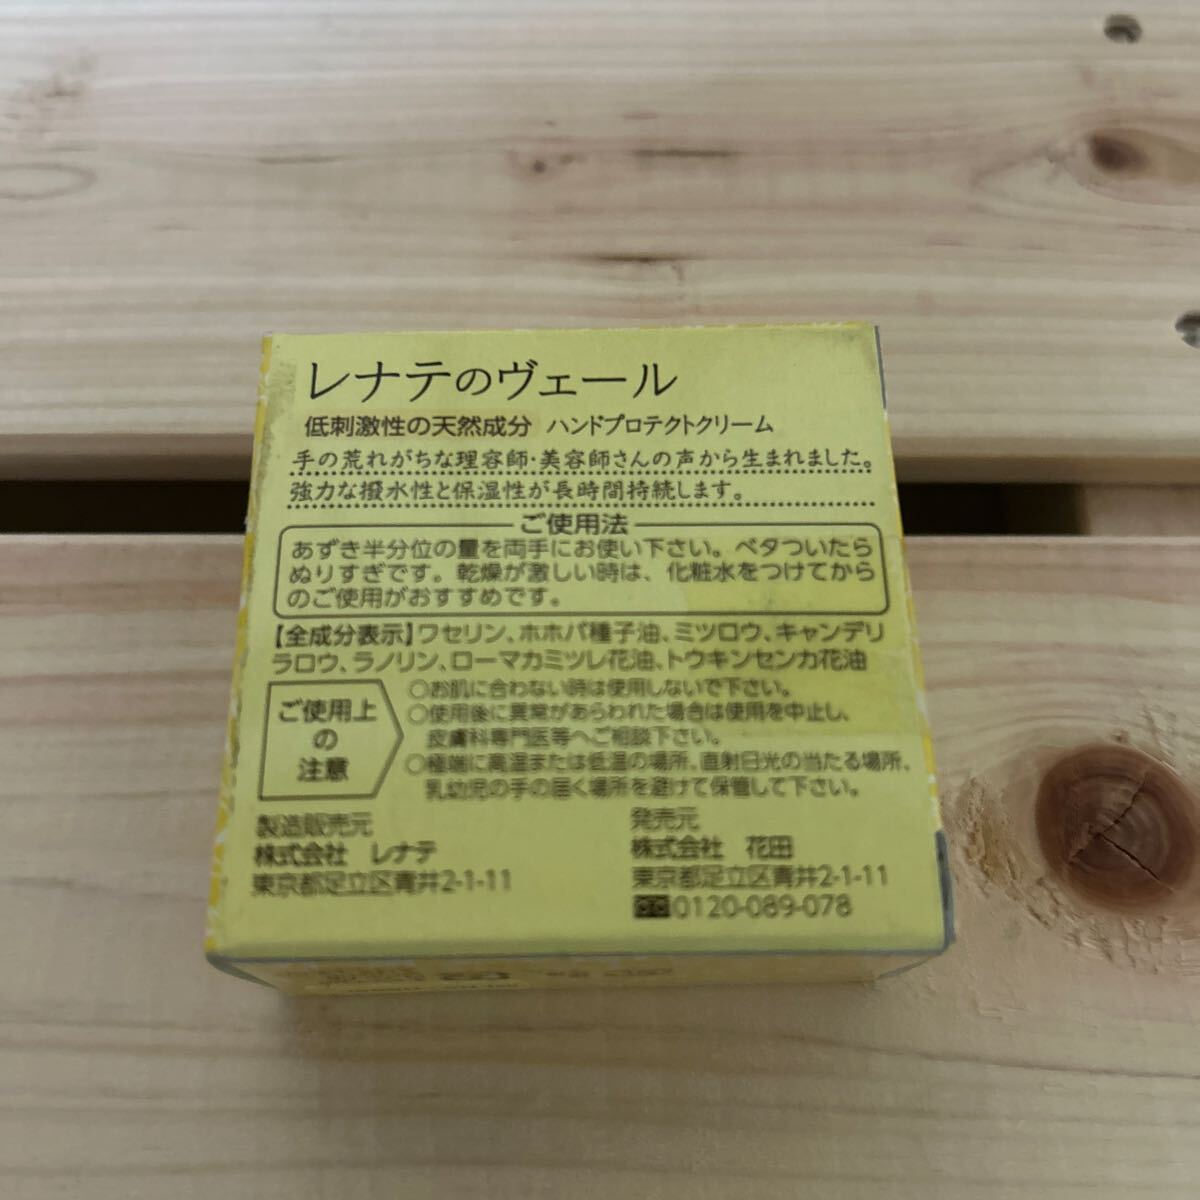 レナテのヴェール
低刺激性の天然成分 ハンドプロテクトクリーム
手の荒れがちな理容師・美容師さんの声から生まれました。
強力な撥水性と保湿性が長時間持続します。
ご使用法
あずき半分位の量を両手にお使い下さい。ベタついたら
ぬりすぎです。乾燥が激しい時は、化粧水をつけてから
のご使用がおすすめです。
【全成分表示】ワセリン、ホホバ種子油、ミツロウ、キャンデリ
ラロウ、ラノリン、ローマカミツレ花油、トウキンセンカ花油
ご使用上
の
注意
○お肌に合わない時は使用しないで下さい。
○使用後に異常があらわれた場合は使用を中止し、
皮膚科専門医等へご相談下さい。
○極端に高温または低温の場所、直射日光の当たる場所、
乳幼児の手の届く場所を避けて保管して下さい。
製造販売元
株式会社 レナテ
東京都足立区青井2-1-11
発売元
株式会社 花田
東京都足立区青井2-1-11
0120-089-078